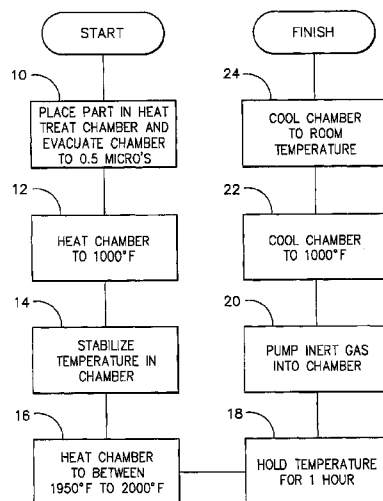 START
10
PLACE PART IN HEAT
TREAT CHAMBER AND
EVACUATE CHAMBER
TO 0.5 MICRO'S
12
HEAT CHAMBER
TO 1000°F
14
STABILIZE
TEMPERATURE IN
CHAMBER
16
HEAT CHAMBER
TO BETWEEN
1950°F TO 2000°F
18
HOLD TEMPERATURE
FOR 1 HOUR
20
PUMP INERT GAS
INTO CHAMBER
22
COOL CHAMBER
TO 1000°F
24
COOL CHAMBER
TO ROOM
TEMPERATURE
FINISH